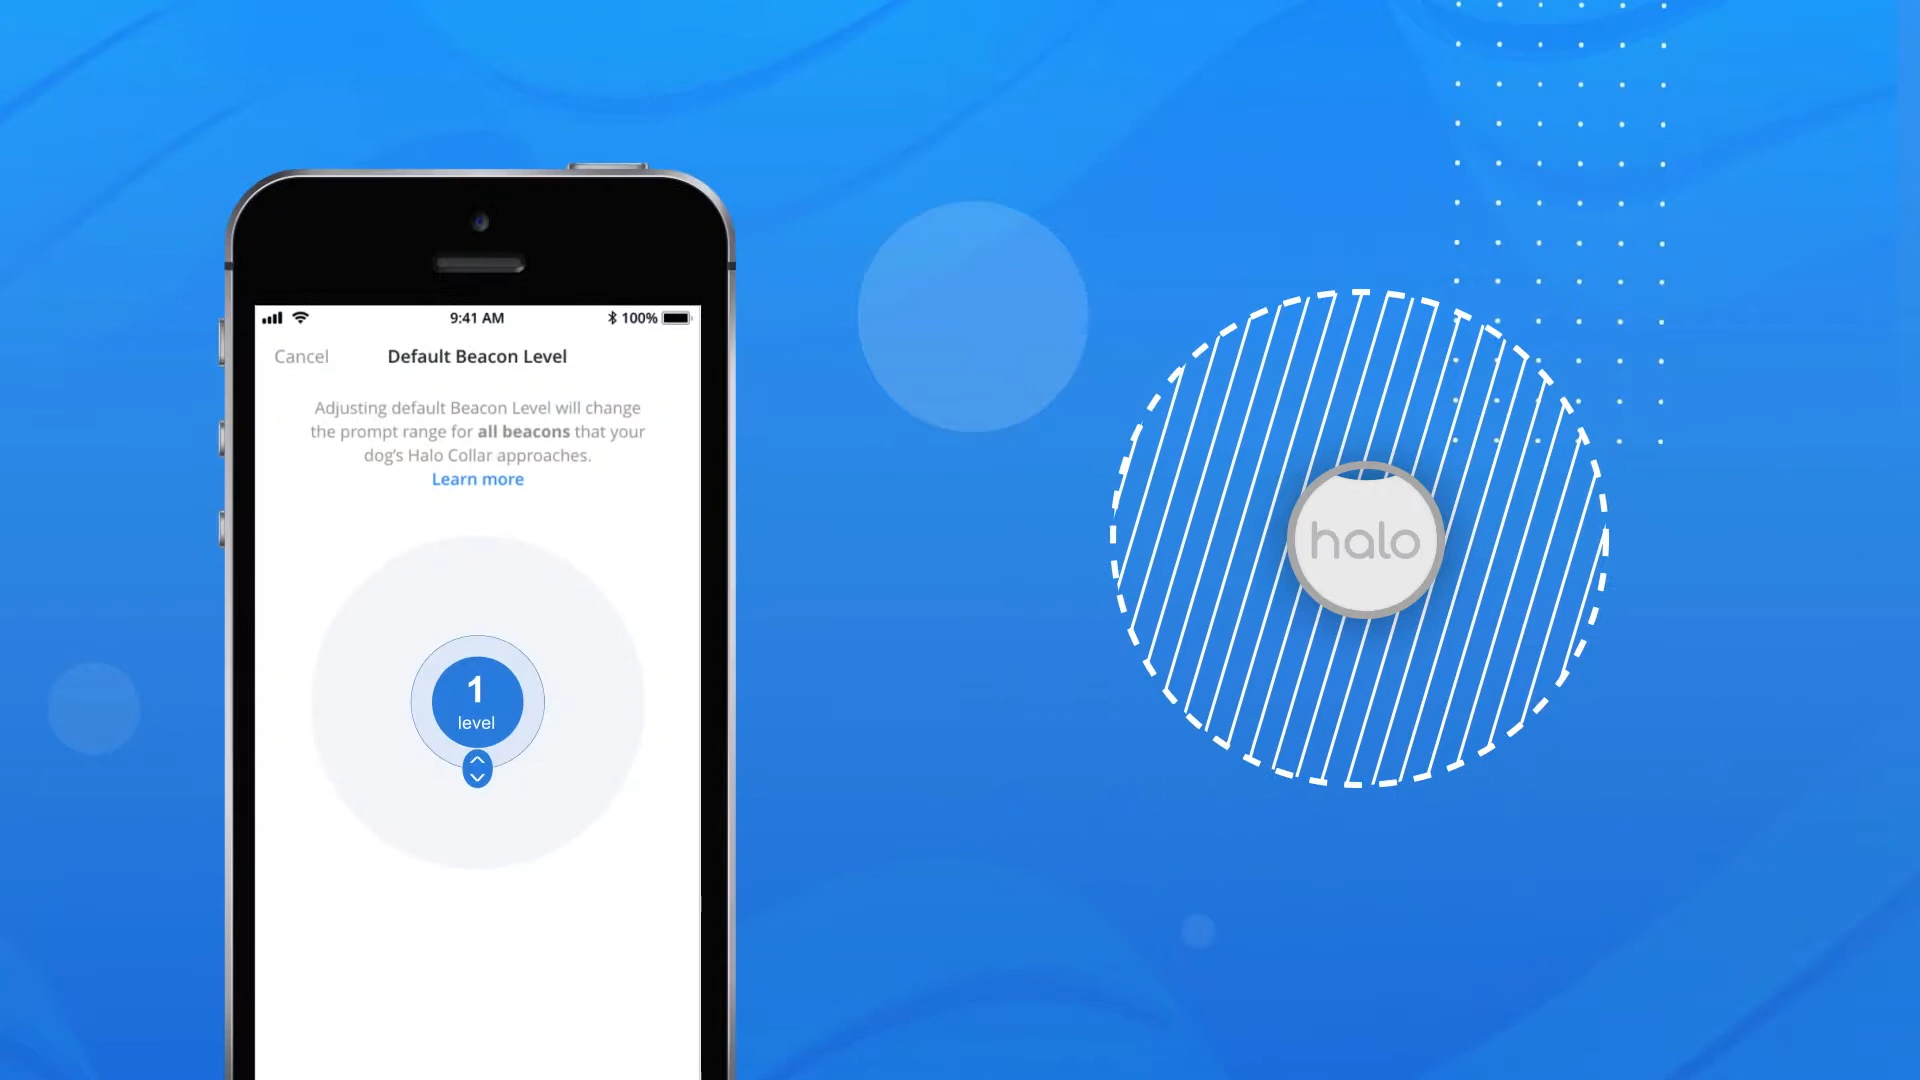 9:41 AM
100%
Cancel
Default Beacon Level
Adjusting default Beacon Level will change
the prompt range for all beacons that your
dog’s Halo Collar approaches.
Learn more
1
level
halo